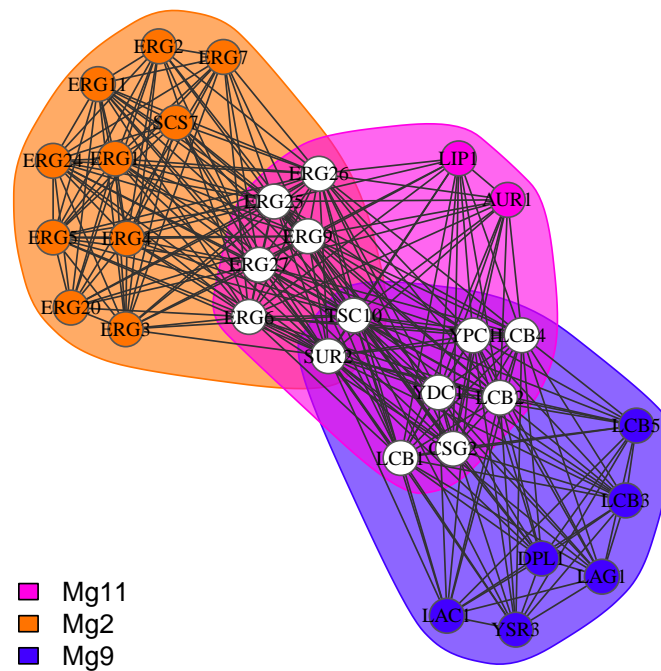 ERG2
ERG7
ERG11
SCS7
ERG24
ERG1
LIP1
ERG26
AUR1
ERG25
ERG5
ERG4
ERG9
ERG27
ERG20
ERG3
ERG6
TSC10
YPC1
LCB4
SUR2
YDC1
LCB2
LCB5
LCB1
CSG2
LCB3
DPL1
LAG1
LAC1
YSR3
Mg11
Mg2
Mg9